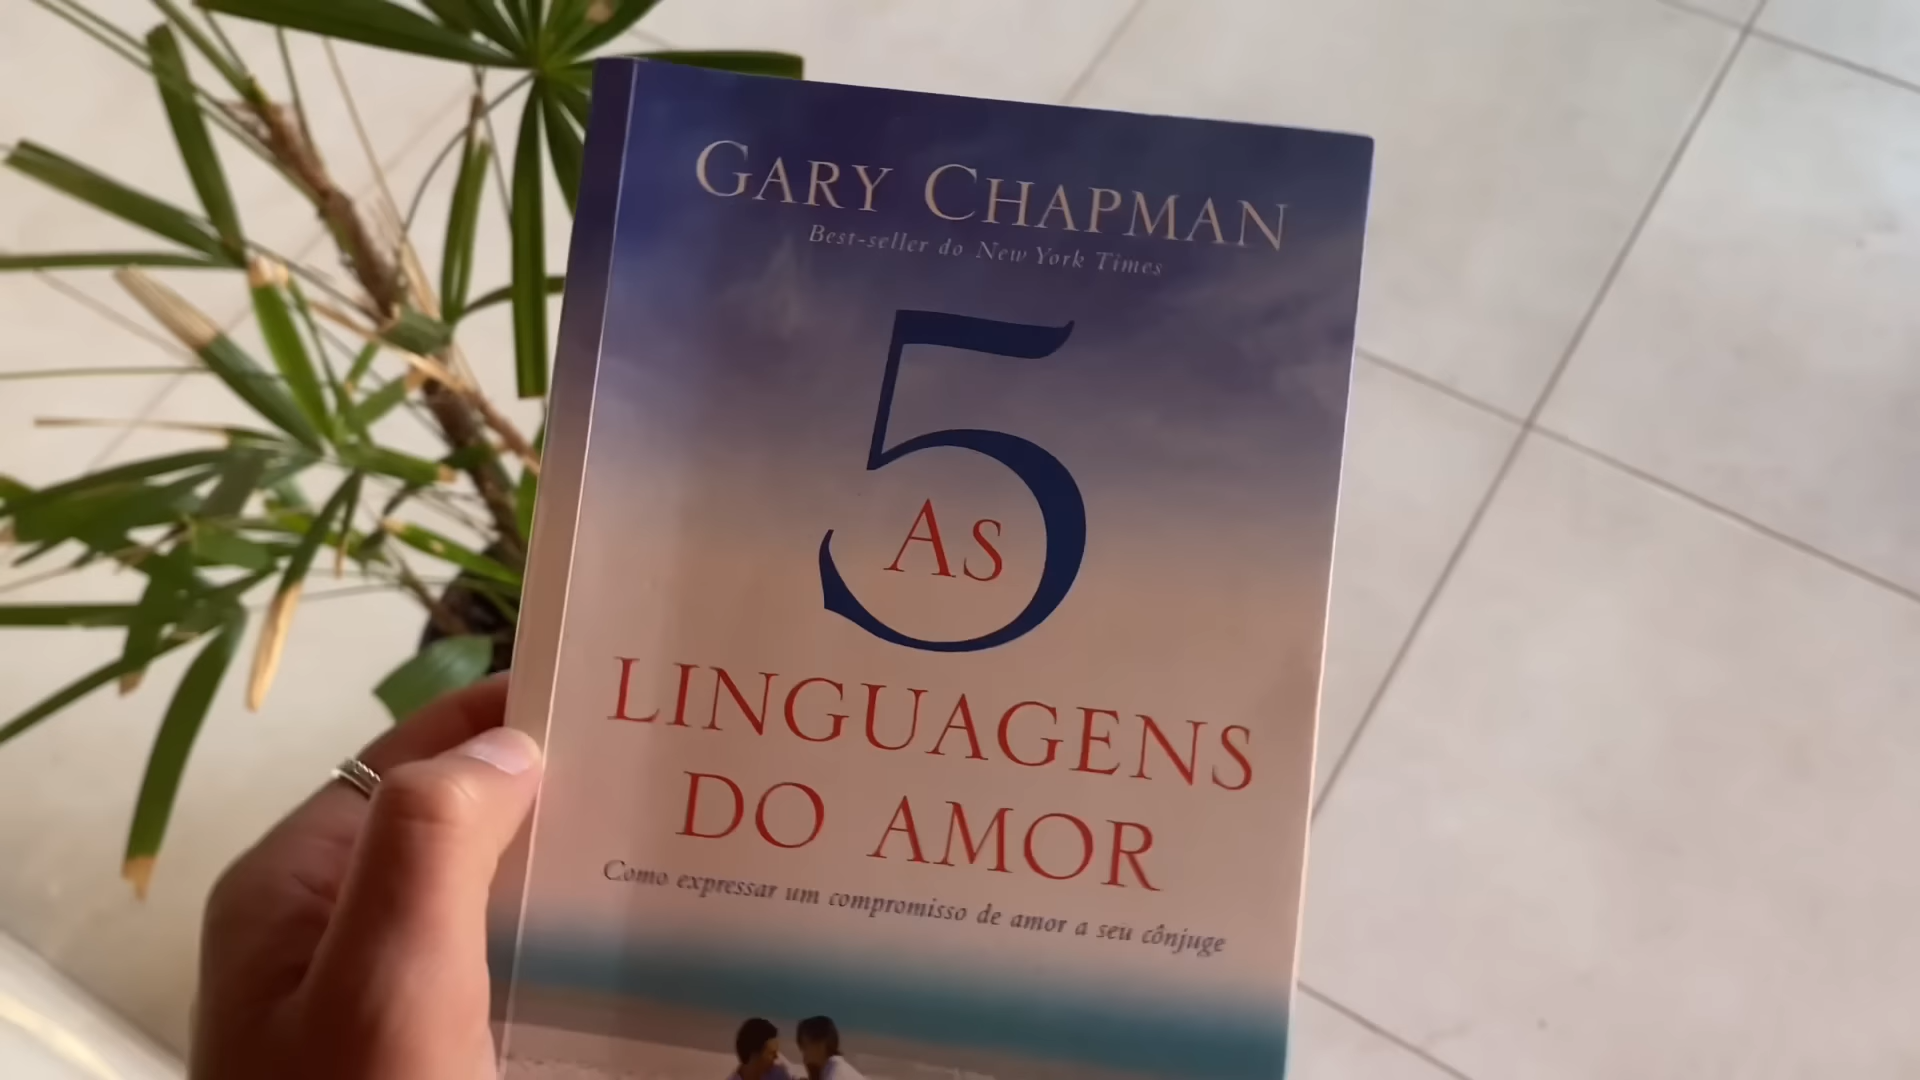 GARY CHAPMAN
Best-seller do New York Times
5
AS
LINGUAGENS
DO AMOR
Como expressar um compromisso de amor a seu cônjuge